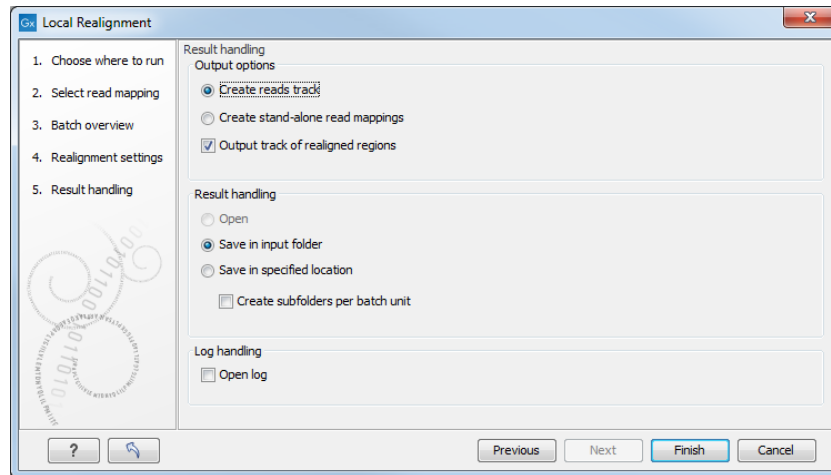 Gx Local Realignment
1. Choose where to run
2. Select read mapping
3. Batch overview
4. Realignment settings
5. Result handling
Result handling
Output options
Create reads track
Create stand-alone read mappings
Output track of realigned regions
Result handling
Open
Save in input folder
Save in specified location
Create subfolders per batch unit
Log handling
Open log
? Previous Next Finish Cancel